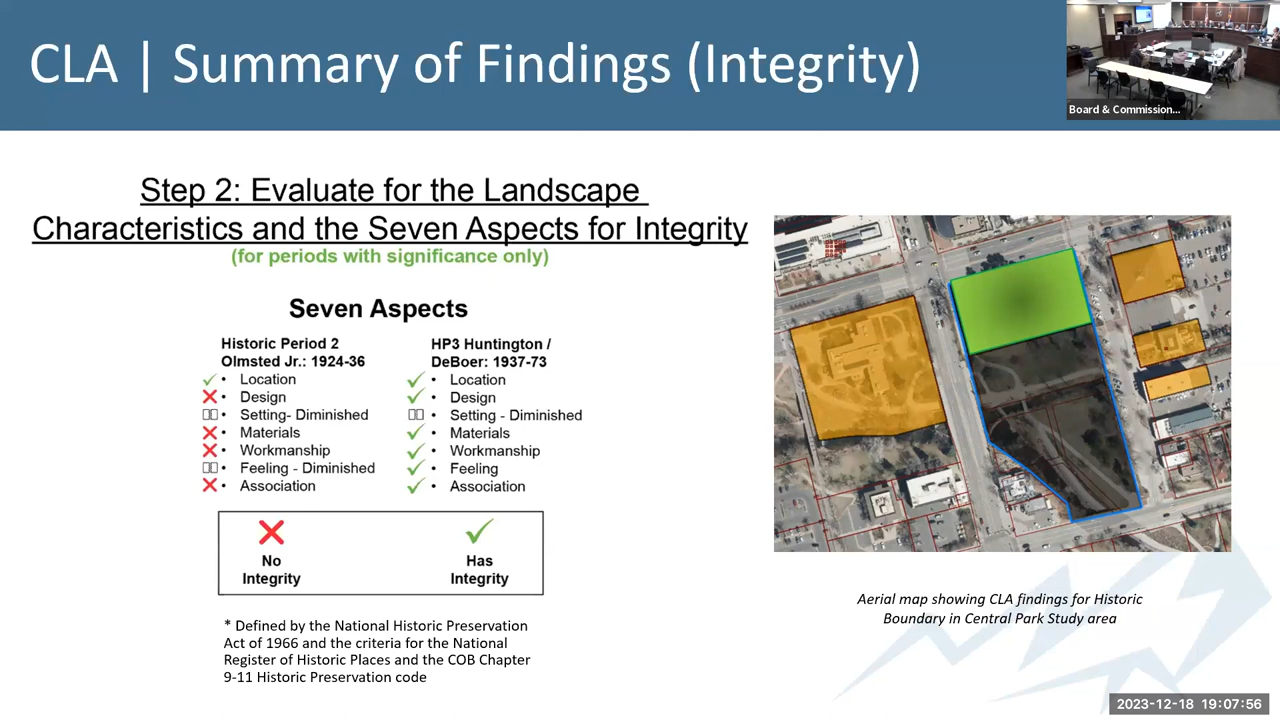 CLA | Summary of Findings (Integrity)
Board & Commission...
Step 2: Evaluate for the Landscape
Characteristics and the Seven Aspects for Integrity
(for periods with significance only)
Seven Aspects
Historic Period 2
Olmsted Jr.: 1924-36
✓ • Location
❌ • Design
▯▯ • Setting- Diminished
❌ • Materials
❌ • Workmanship
▯▯ • Feeling - Diminished
❌ • Association
HP3 Huntington /
DeBoer: 1937-73
✓ • Location
✓ • Design
▯▯ • Setting - Diminished
✓ • Materials
✓ • Workmanship
✓ • Feeling
✓ • Association
❌
No
Integrity
✓
Has
Integrity
* Defined by the National Historic Preservation
Act of 1966 and the criteria for the National
Register of Historic Places and the COB Chapter
9-11 Historic Preservation code
Aerial map showing CLA findings for Historic
Boundary in Central Park Study area
2023-12-18 19:07:56